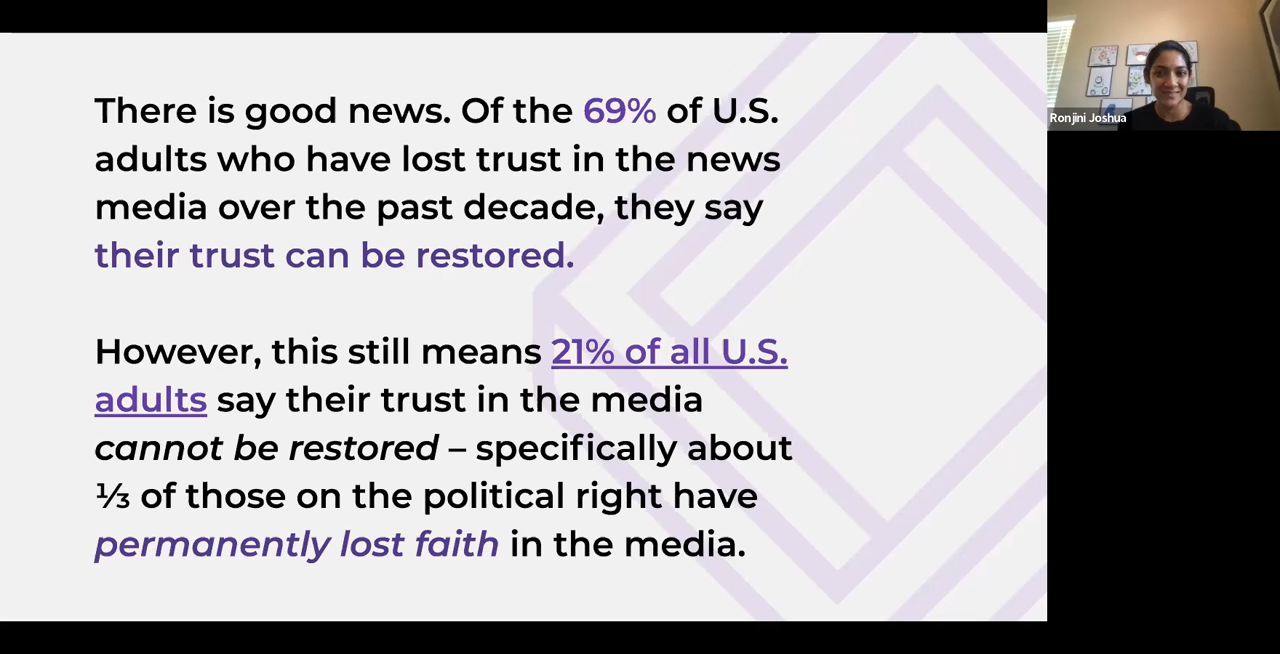 There is good news. Of the 69% of U.S.
adults who have lost trust in the news
media over the past decade, they say
their trust can be restored.
However, this still means 21% of all U.S.
adults say their trust in the media
cannot be restored – specifically about
⅓ of those on the political right have
permanently lost faith in the media.
Ronjini Joshua